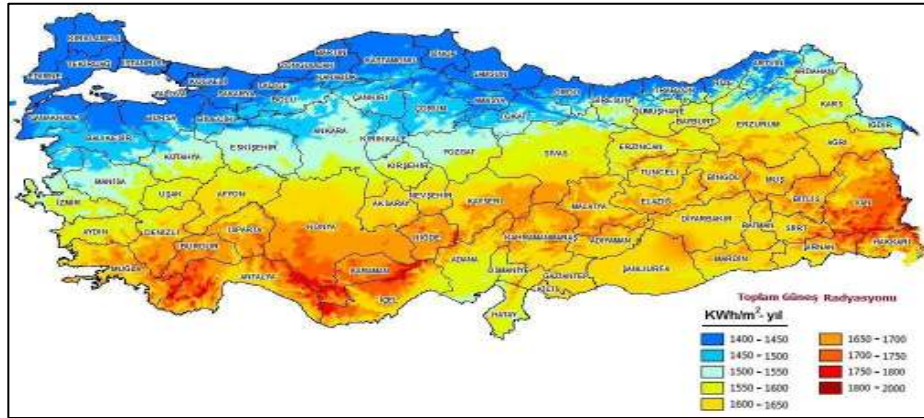 KIRKLARELİ
TEKİRDAĞ
İSTANBUL
EDİRNE
KOCAELİ
YALOVA
SAKARYA
DÜZCE
BOLU
ZONGULDAK
BARTIN
KARABÜK
KASTAMONU
SİNOP
SAMSUN
ÇANKIRI
ÇORUM
AMASYA
TOKAT
ORDU
GİRESUN
TRABZON
RİZE
ARTVİN
ARDAHAN
GÜMÜŞHANE
BAYBURT
KARS
IĞDIR
ERZURUM
AĞRI
ÇANAKKALE
BURSA
BİLECİK
BALIKESİR
KÜTAHYA
ESKİŞEHİR
ANKARA
KIRIKKALE
YOZGAT
SİVAS
ERZİNCAN
KIRŞEHİR
TUNCELİ
BİNGÖL
MUŞ
MANİSA
UŞAK
AFYON
İZMİR
AKSARAY
NEVŞEHİR
KAYSERİ
MALATYA
ELAZIĞ
BİTLİS
VAN
DİYARBAKIR
AYDIN
DENİZLİ
ISPARTA
BURDUR
KONYA
NİĞDE
KAHRAMANMARAŞ
ADIYAMAN
BATMAN
SİİRT
ŞIRNAK
HAKKARİ
MUĞLA
ANTALYA
KARAMAN
ADANA
OSMANİYE
GAZİANTEP
ŞANLIURFA
MARDİN
İÇEL
KİLİS
HATAY
Toplam Güneş Radyasyonu
KWh/m²- yıl
1400 - 1450
1450 - 1500
1500 - 1550
1550 - 1600
1600 - 1650
1650 - 1700
1700 - 1750
1750 - 1800
1800 - 2000